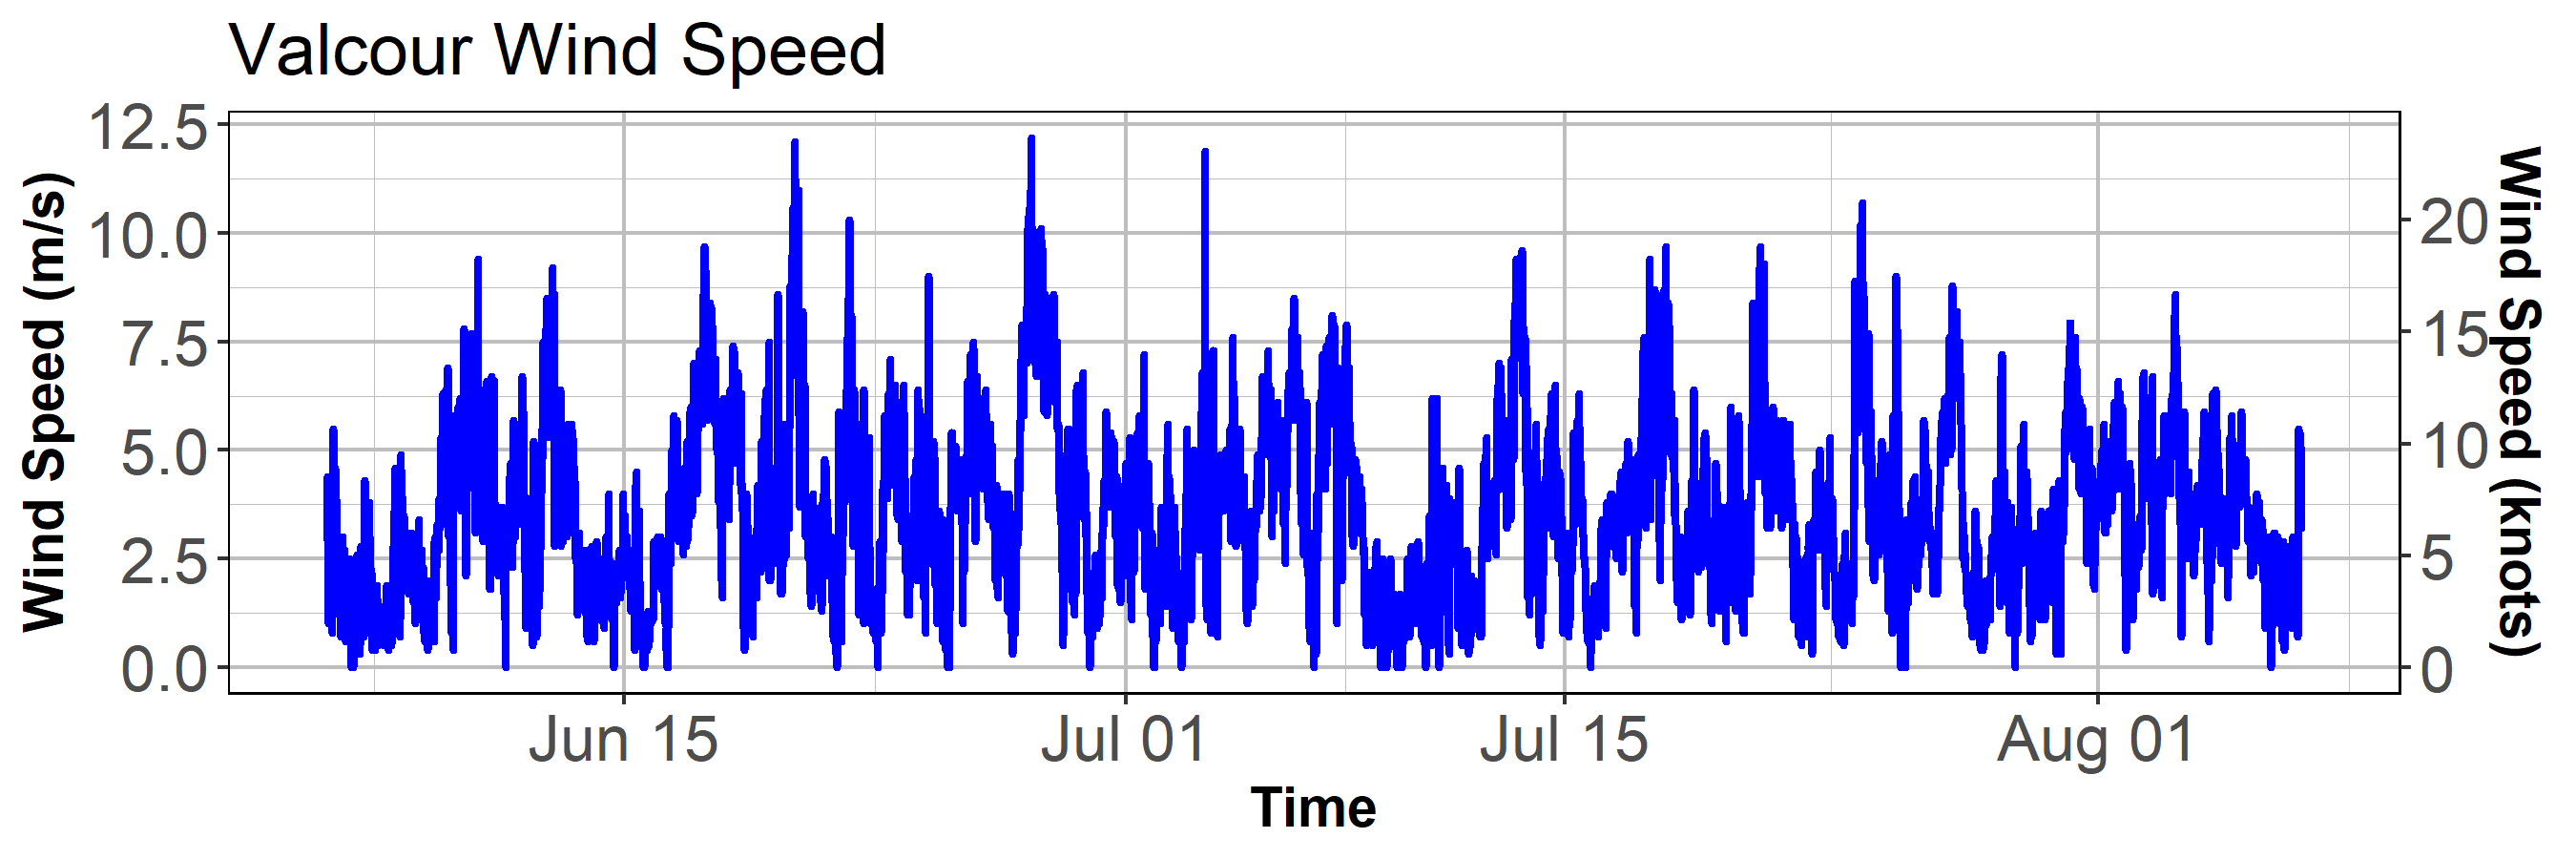 Valcour Wind Speed
Wind Speed (m/s)
12.5
10.0
7.5
5.0
2.5
0.0
20
15
10
5
0
Wind Speed (knots)
Jun 15
Jul 01
Jul 15
Aug 01
Time